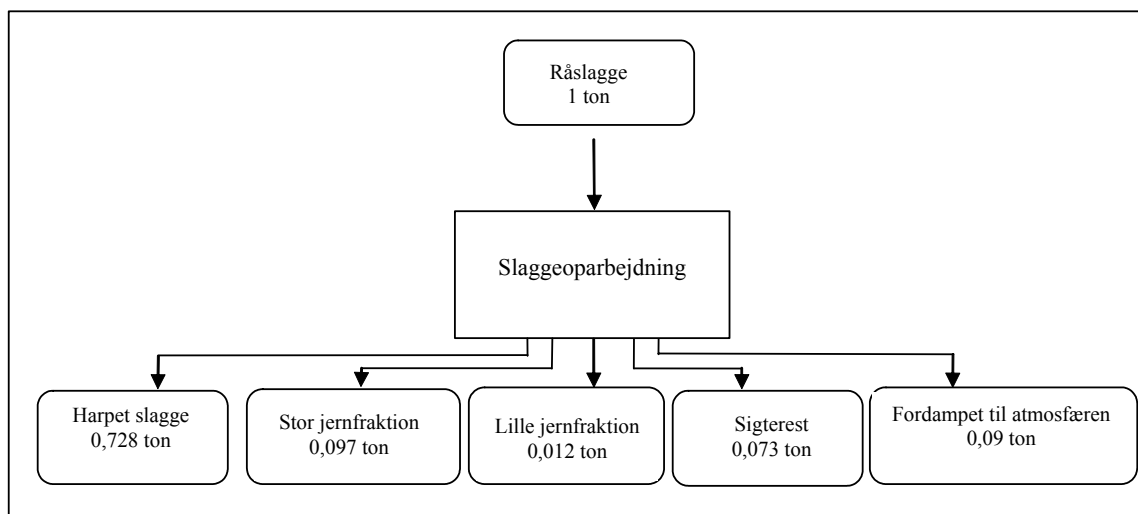 Råslagge
1 ton
Slaggeoparbejdning
Harpet slagge
0,728 ton
Stor jernfraktion
0,097 ton
Lille jernfraktion
0,012 ton
Sigterest
0,073 ton
Fordampet til atmosfæren
0,09 ton